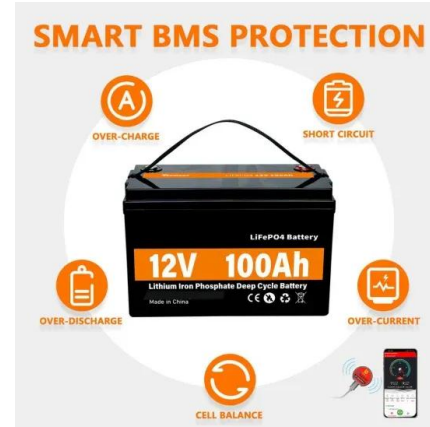 SMART BMS PROTECTION
OVER-CHARGE
SHORT CIRCUIT
LiFePO4 Battery
12V 100Ah
Lithium Iron Phosphate Deep Cycle Battery
Made in China
OVER-DISCHARGE
OVER-CURRENT
CELL BALANCE